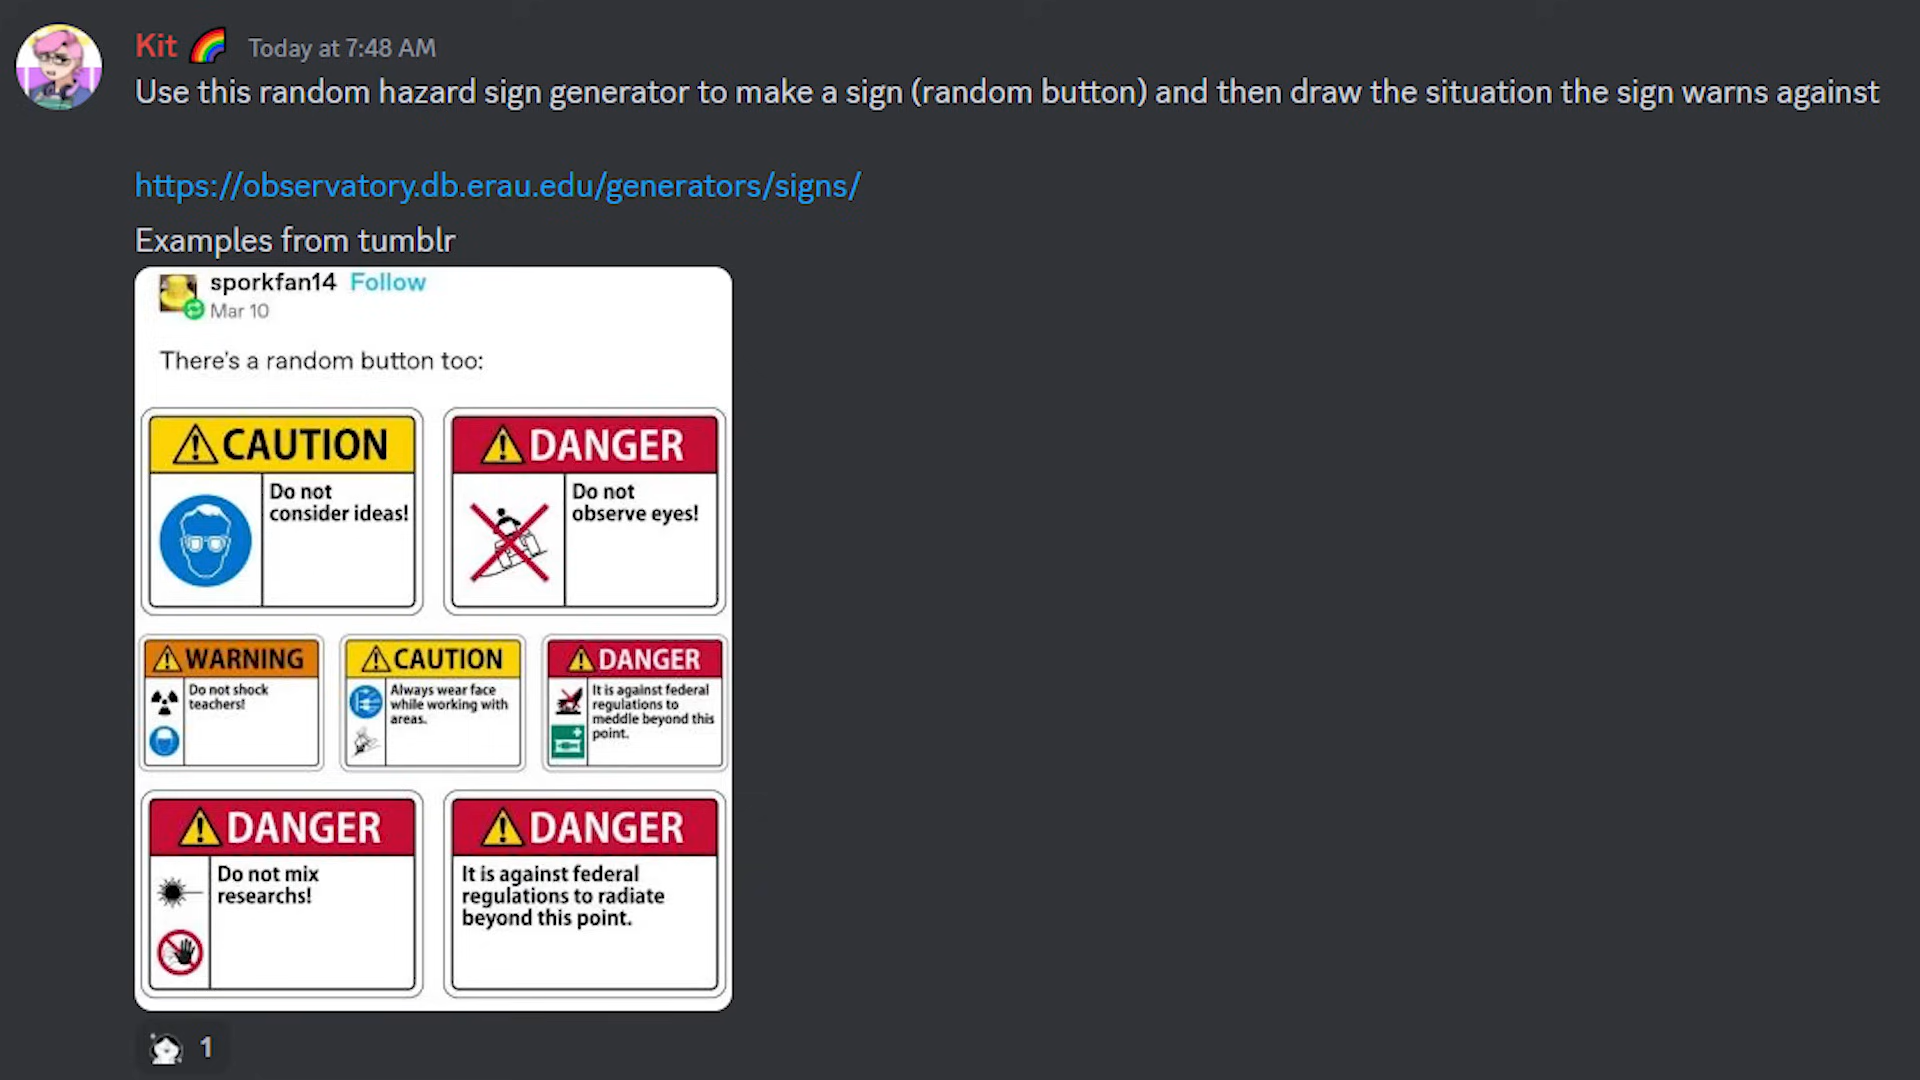 Kit 🌈 Today at 7:48 AM
Use this random hazard sign generator to make a sign (random button) and then draw the situation the sign warns against
https://observatory.db.erau.edu/generators/signs/
Examples from tumblr
sporkfan14 Follow
Mar 10
There's a random button too:
CAUTION
Do not
consider ideas!
DANGER
Do not
observe eyes!
WARNING
Do not shock
teachers!
CAUTION
Always wear face
while working with
areas.
DANGER
It is against federal
regulations to
meddle beyond this
point.
DANGER
Do not mix
researchs!
DANGER
It is against federal
regulations to radiate
beyond this point.
1